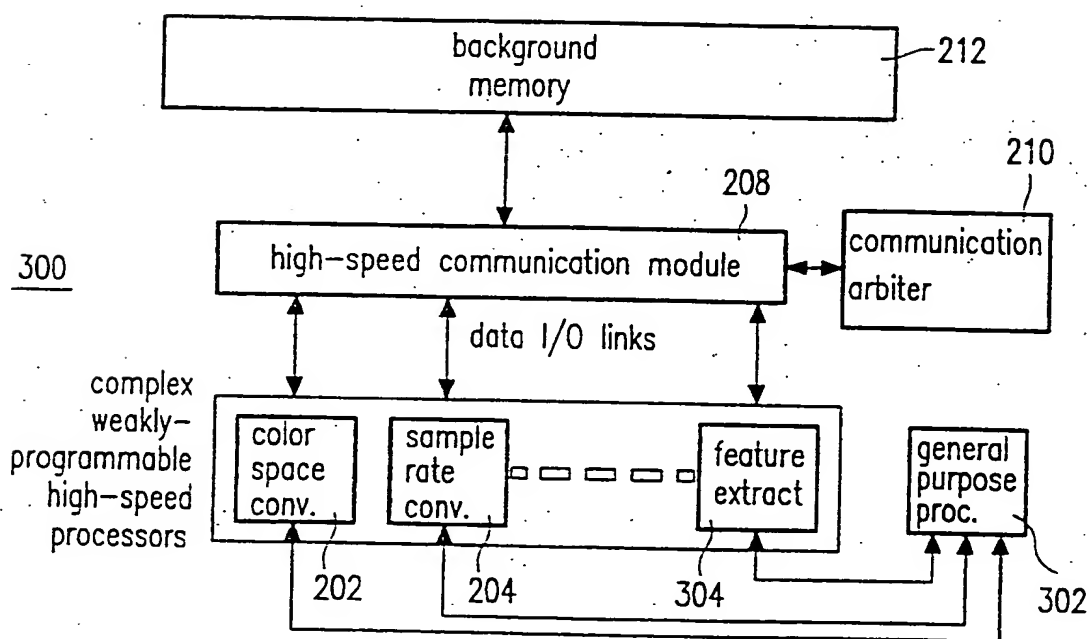 background
memory
212
210
208
communication
arbiter
high-speed communication module
300
data I/O links
complex
weakly-
programmable
high-speed
processors
color
space
conv.
sample
rate
conv.
feature
extract
general
purpose
proc.
202
204
304
302